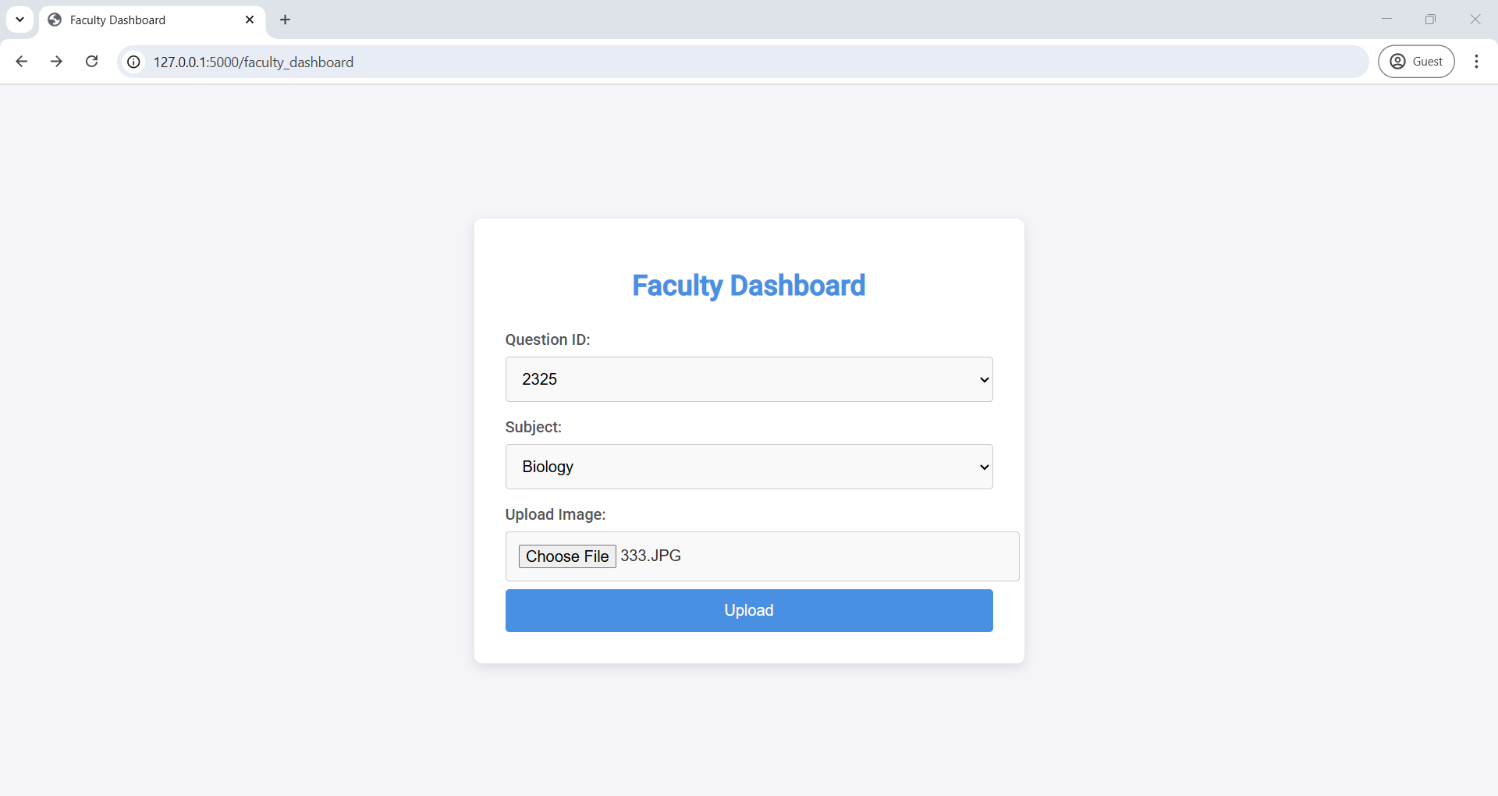 Faculty Dashboard
127.0.0.1:5000/faculty_dashboard
Guest
Faculty Dashboard
Question ID:
2325
Subject:
Biology
Upload Image:
Choose File 333.JPG
Upload